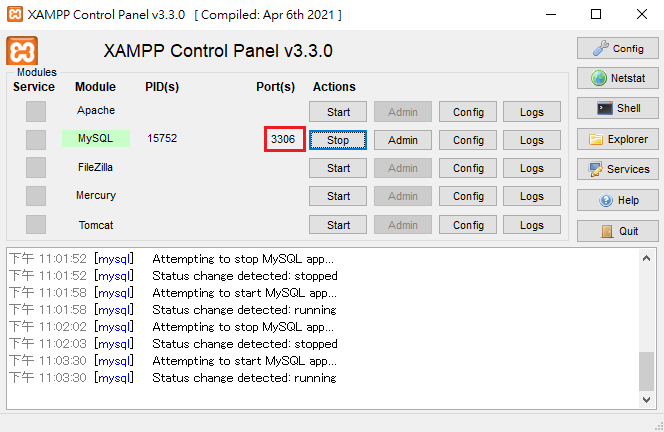 XAMPP Control Panel v3.3.0 [ Compiled: Apr 6th 2021 ]
XAMPP Control Panel v3.3.0
Config
Modules
Service Module PID(s) Port(s) Actions
Netstat
Apache Start Admin Config Logs
Shell
MySQL 15752 3306 Stop Admin Config Logs
Explorer
FileZilla Start Admin Config Logs
Services
Mercury Start Admin Config Logs
Help
Tomcat Start Admin Config Logs
Quit
下午 11:01:52 [mysql] Attempting to stop MySQL app...
下午 11:01:52 [mysql] Status change detected: stopped
下午 11:01:58 [mysql] Attempting to start MySQL app...
下午 11:01:58 [mysql] Status change detected: running
下午 11:02:02 [mysql] Attempting to stop MySQL app...
下午 11:02:03 [mysql] Status change detected: stopped
下午 11:03:30 [mysql] Attempting to start MySQL app...
下午 11:03:30 [mysql] Status change detected: running